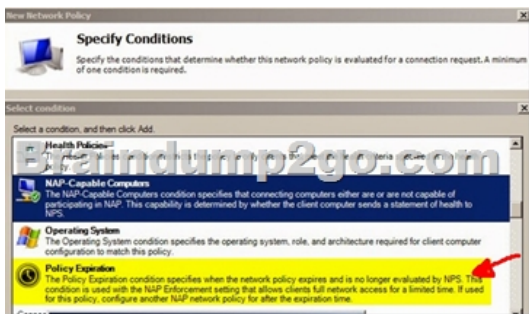 New Network Policy
Specify Conditions
Specify the conditions that determine whether this network policy is evaluated for a connection request. A minimum
of one condition is required.
Select condition
Select a condition, and then click Add.
Health Policies
Braindump2go.com
policy.
NAP-Capable Computers
The NAP-Capable Computers condition specifies that connecting computers either are or are not capable of
participating in NAP. This capability is determined by whether the client computer sends a statement of health to
NPS.
Operating System
The Operating System condition specifies the operating system, role, and architecture required for client computer
configuration to match this policy.
Policy Expiration
The Policy Expiration condition specifies when the network policy expires and is no longer evaluated by NPS. This
condition is used with the NAP Enforcement setting that allows clients full network access for a limited time. If used
for this policy, configure another NAP network policy for after the expiration time.